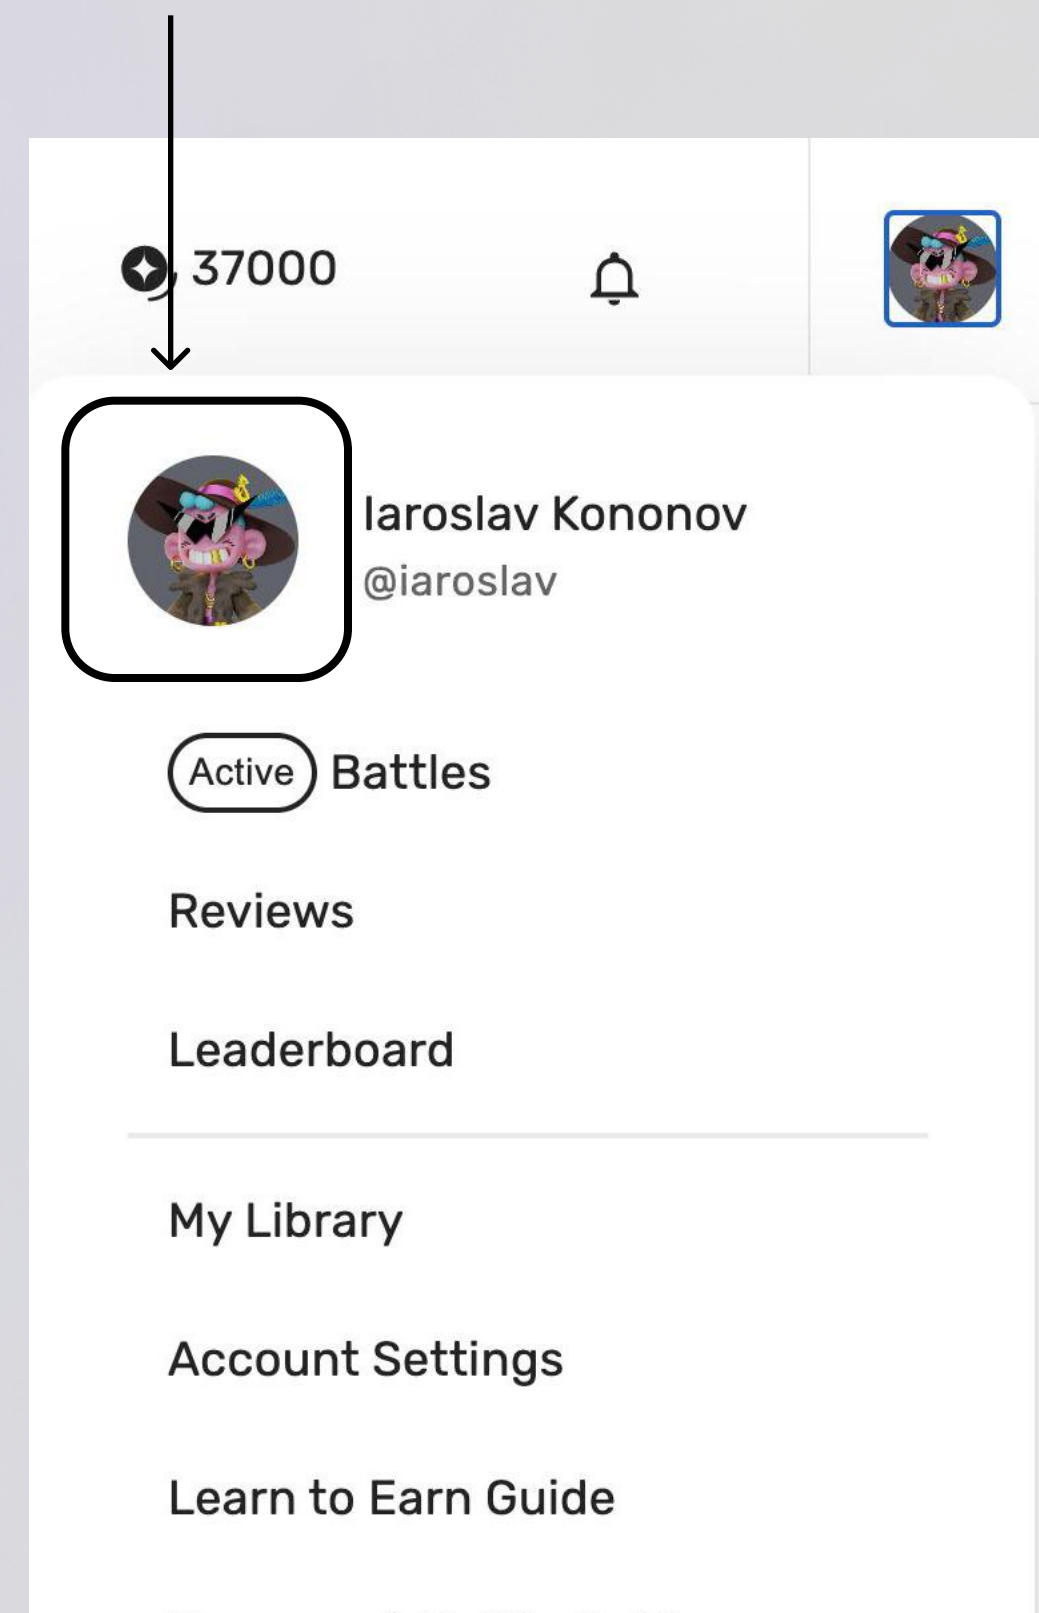 37000
Iaroslav Kononov
@iaroslav
Active Battles
Reviews
Leaderboard
My Library
Account Settings
Learn to Earn Guide